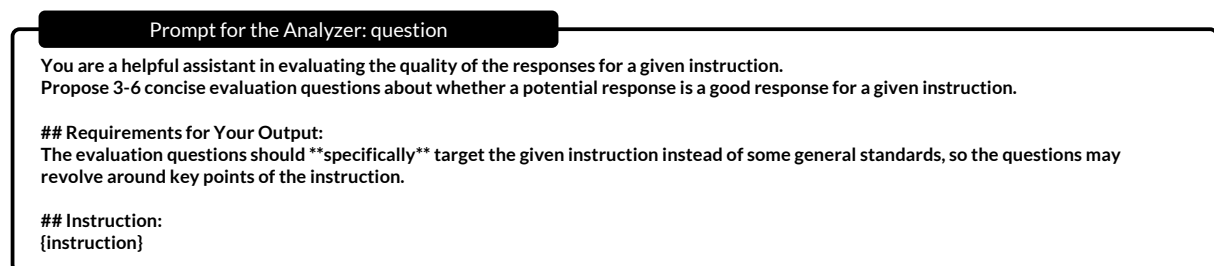 Prompt for the Analyzer: question
You are a helpful assistant in evaluating the quality of the responses for a given instruction.
Propose 3-6 concise evaluation questions about whether a potential response is a good response for a given instruction.
## Requirements for Your Output:
The evaluation questions should **specifically** target the given instruction instead of some general standards, so the questions may
revolve around key points of the instruction.
## Instruction:
{instruction}